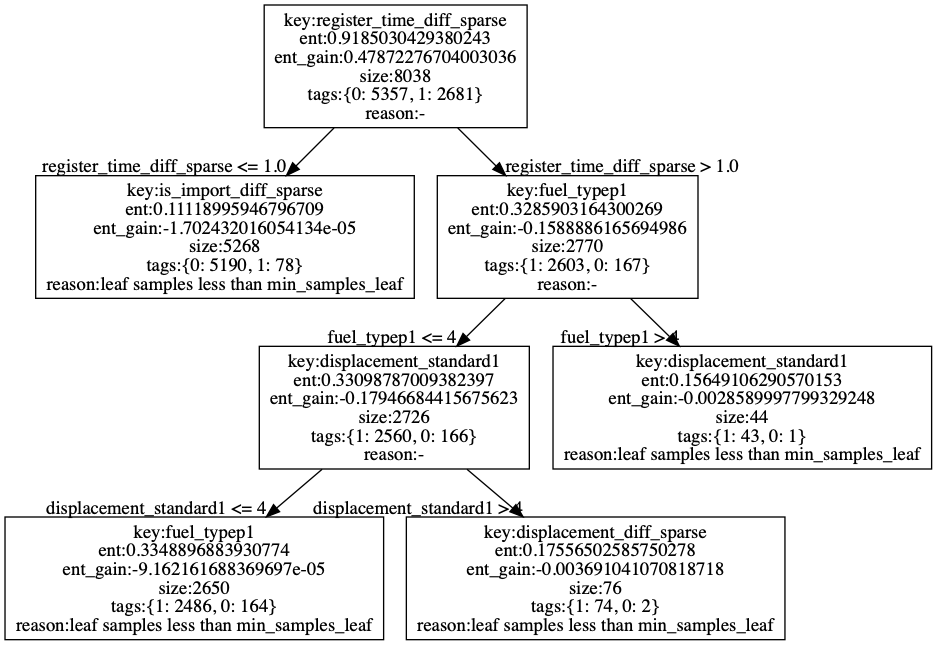 key:register_time_diff_sparse
ent:0.9185030429380243
ent_gain:0.47872276704003036
size:8038
tags:{0: 5357, 1: 2681}
reason:-
register_time_diff_sparse <= 1.0
register_time_diff_sparse > 1.0
key:is_import_diff_sparse
ent:0.11118995946796709
ent_gain:-1.702432016054134e-05
size:5268
tags:{0: 5190, 1: 78}
reason:leaf samples less than min_samples_leaf
key:fuel_typep1
ent:0.3285903164300269
ent_gain:-0.1588886165694986
size:2770
tags:{1: 2603, 0: 167}
reason:-
fuel_typep1 <= 4
fuel_typep1 > 4
key:displacement_standard1
ent:0.33098787009382397
ent_gain:-0.17946684415675623
size:2726
tags:{1: 2560, 0: 166}
reason:-
key:displacement_standard1
ent:0.15649106290570153
ent_gain:-0.0028589997799329248
size:44
tags:{1: 43, 0: 1}
reason:leaf samples less than min_samples_leaf
displacement_standard1 <= 4
displacement_standard1 > 4
key:fuel_typep1
ent:0.3348896883930774
ent_gain:-9.162161688369697e-05
size:2650
tags:{1: 2486, 0: 164}
reason:leaf samples less than min_samples_leaf
key:displacement_diff_sparse
ent:0.17556502585750278
ent_gain:-0.003691041070818718
size:76
tags:{1: 74, 0: 2}
reason:leaf samples less than min_samples_leaf